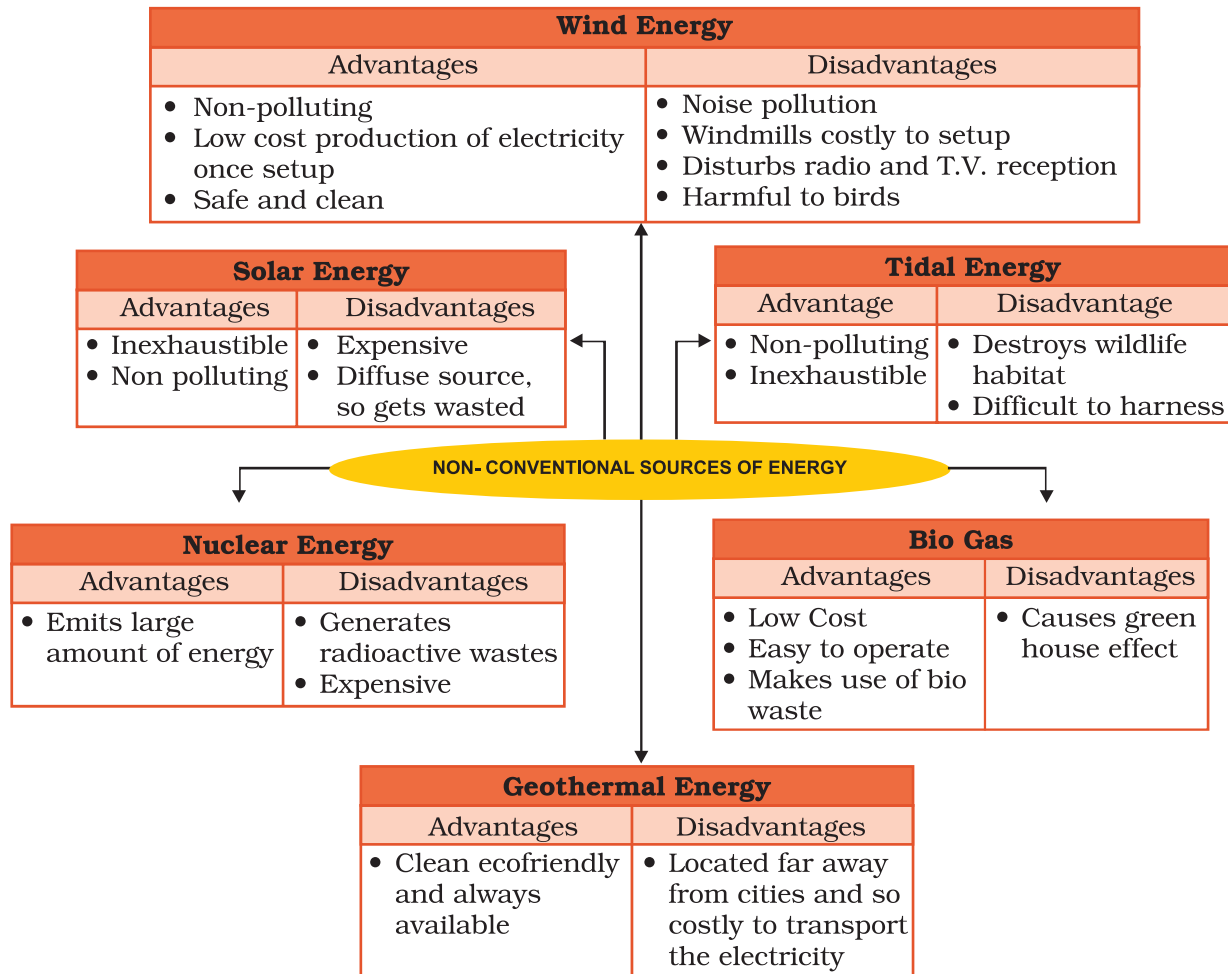 Wind Energy
Advantages
Disadvantages
• Non-polluting
• Low cost production of electricity
once setup
• Safe and clean
• Noise pollution
• Windmills costly to setup
• Disturbs radio and T.V. reception
• Harmful to birds
Solar Energy
Advantages
Disadvantages
• Inexhaustible
• Non polluting
• Expensive
• Diffuse source,
so gets wasted
Tidal Energy
Advantage
Disadvantage
• Non-polluting
• Inexhaustible
• Destroys wildlife
habitat
• Difficult to harness
NON- CONVENTIONAL SOURCES OF ENERGY
Nuclear Energy
Advantages
Disadvantages
• Emits large
amount of energy
• Generates
radioactive wastes
• Expensive
Bio Gas
Advantages
Disadvantages
• Low Cost
• Easy to operate
• Makes use of bio
waste
• Causes green
house effect
Geothermal Energy
Advantages
Disadvantages
• Clean ecofriendly
and always
available
• Located far away
from cities and so
costly to transport
the electricity